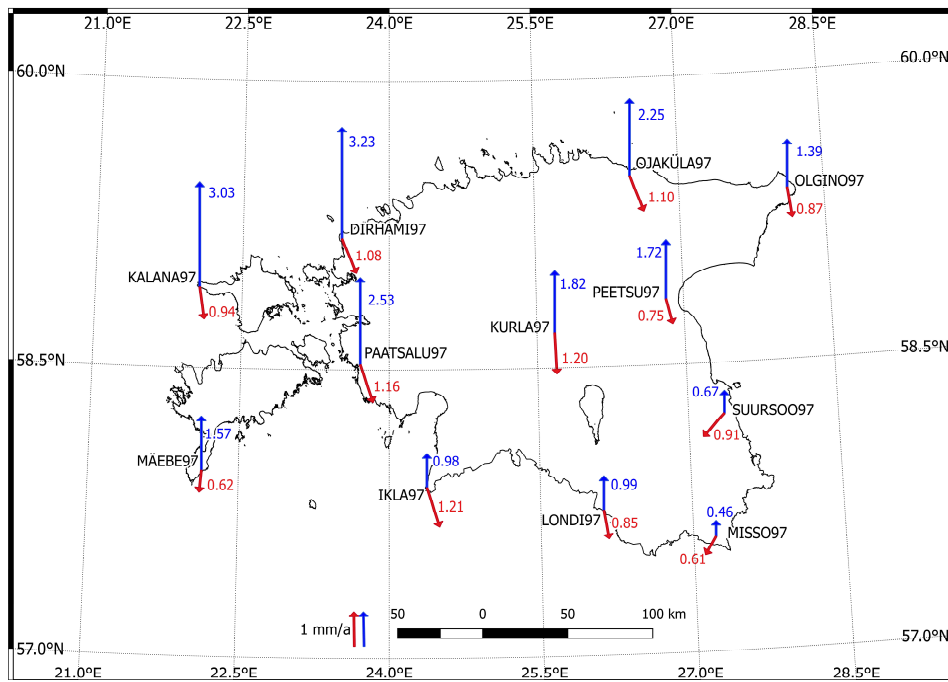 21.0°E 22.5°E 24.0°E 25.5°E 27.0°E 28.5°E
60.0°N 60.0°N
2.25
3.23
1.39
OJAKÜLA97
OLGINO97
3.03
1.10
0.87
DIRHAMI97
1.08
1.72
KALANA97
1.82
PEETSU97
2.53
0.94
0.75
KURLA97
PAATSALU97
1.20
58.5°N 58.5°N
1.16
0.67
SUURSOO97
1.57
0.91
MÄEBE97
0.98
0.62
0.99
IKLA97
1.21
0.46
LONDI97
0.85
MISSO97
0.61
50 0 50 100 km
1 mm/a
57.0°N 57.0°N
21.0°E 22.5°E 24.0°E 25.5°E 27.0°E 28.5°E